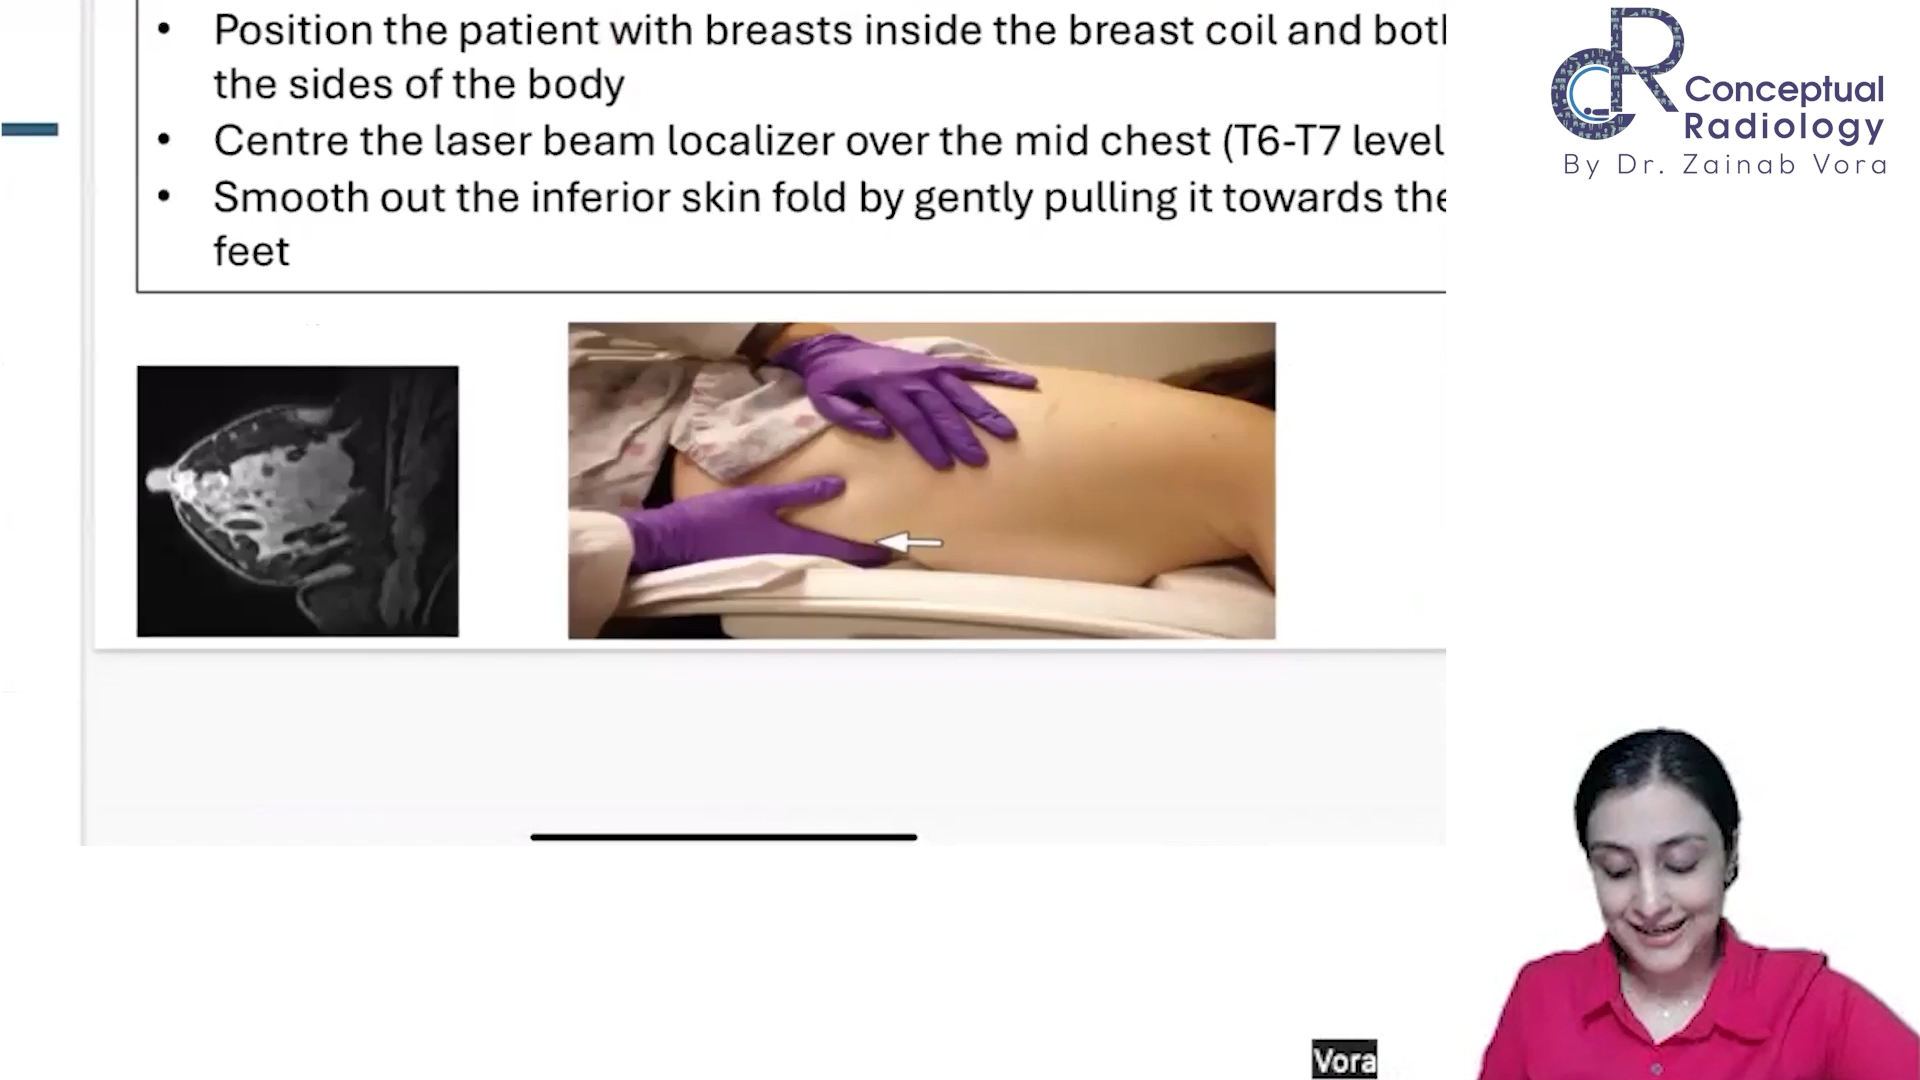 • Position the patient with breasts inside the breast coil and
the sides of the body
• Centre the laser beam localizer over the mid chest (T6-T7 level
• Smooth out the inferior skin fold by gently pulling it towards the
feet
CR
Conceptual
Radiology
By Dr. Zainab Vora
Vora